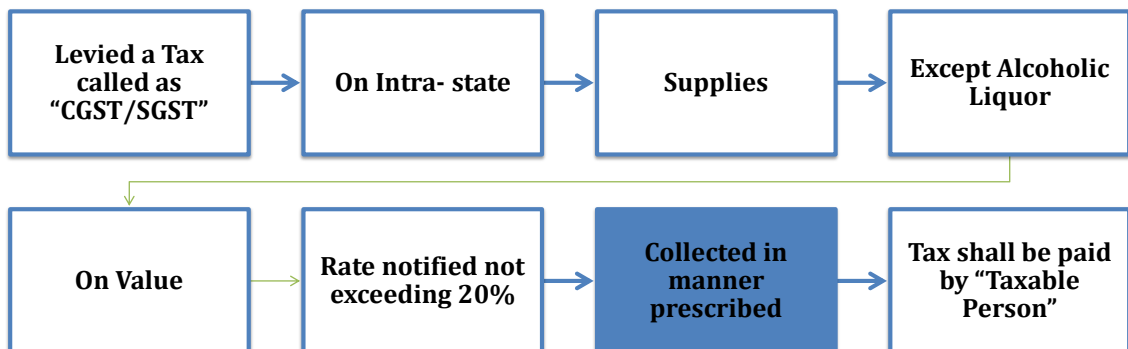 Levied a Tax
called as
“CGST/SGST”
On Intra- state
Supplies
Except Alcoholic
Liquor
On Value
Rate notified not
exceeding 20%
Collected in
manner
prescribed
Tax shall be paid
by “Taxable
Person”